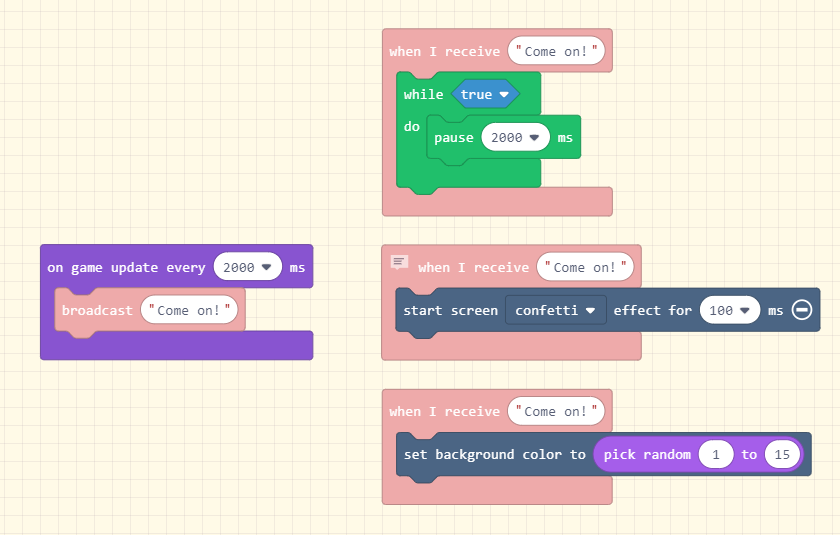 when I receive "Come on!"
while true
do pause 2000 ms
on game update every 2000 ms
broadcast "Come on!"
when I receive "Come on!"
start screen confetti effect for 100 ms
when I receive "Come on!"
set background color to pick random 1 to 15